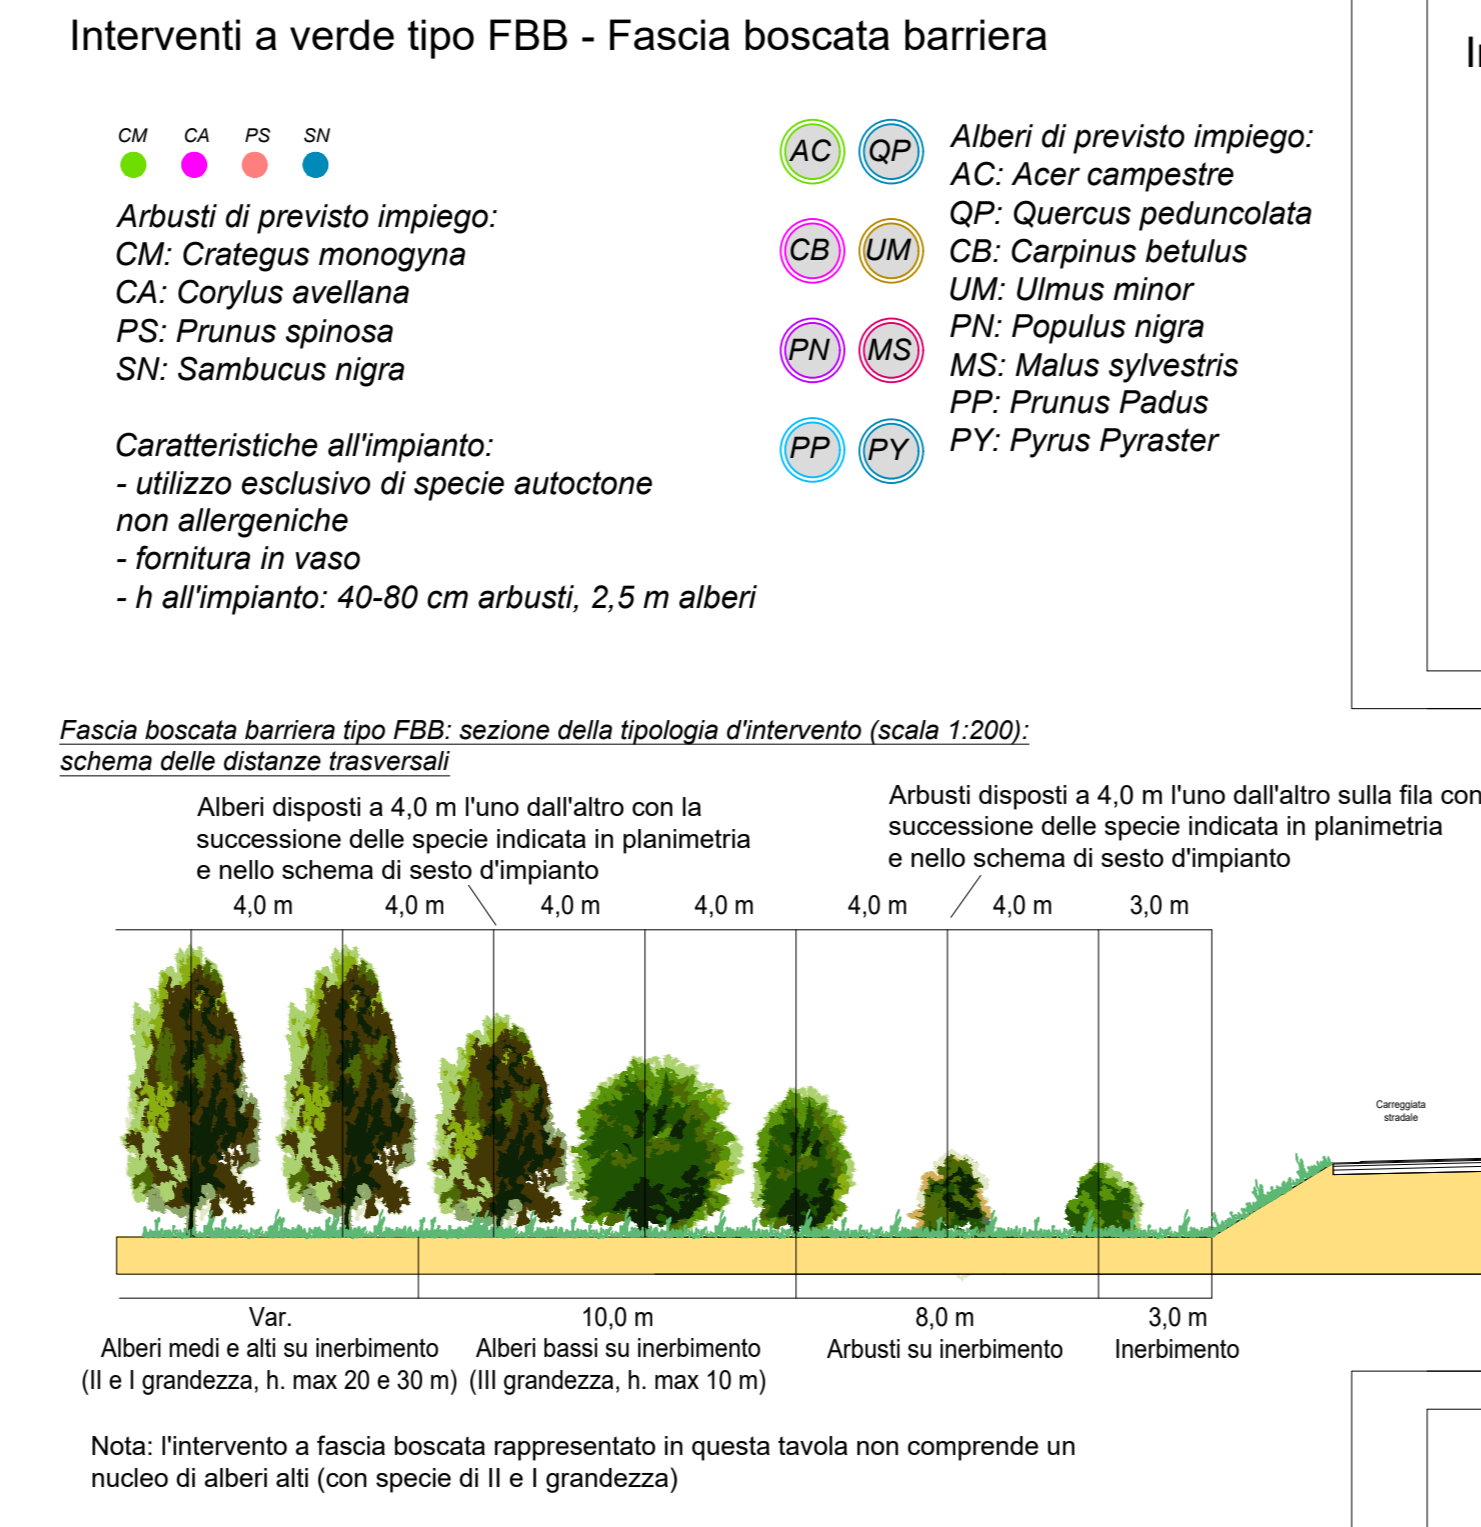 Interventi a verde tipo FBB - Fascia boscata barriera
CM CA PS SN
Arbusti di previsto impiego:
CM: Crategus monogyna
CA: Corylus avellana
PS: Prunus spinosa
SN: Sambucus nigra
Caratteristiche all'impianto:
- utilizzo esclusivo di specie autoctone
non allergeniche
- fornitura in vaso
- h all'impianto: 40-80 cm arbusti, 2,5 m alberi
AC QP
CB UM
PN MS
PP PY
Alberi di previsto impiego:
AC: Acer campestre
QP: Quercus peduncolata
CB: Carpinus betulus
UM: Ulmus minor
PN: Populus nigra
MS: Malus sylvestris
PP: Prunus Padus
PY: Pyrus Pyraster
Fascia boscata barriera tipo FBB: sezione della tipologia d'intervento (scala 1:200):
schema delle distanze trasversali
Alberi disposti a 4,0 m l'uno dall'altro con la
successione delle specie indicata in planimetria
e nello schema di sesto d'impianto
Arbusti disposti a 4,0 m l'uno dall'altro sulla fila con
successione delle specie indicata in planimetria
e nello schema di sesto d'impianto
4,0 m 4,0 m 4,0 m 4,0 m 4,0 m 4,0 m 3,0 m
Carreggiata
stradale
Var. 10,0 m 8,0 m 3,0 m
Alberi medi e alti su inerbimento Alberi bassi su inerbimento Arbusti su inerbimento Inerbimento
(II e I grandezza, h. max 20 e 30 m) (III grandezza, h. max 10 m)
Nota: l'intervento a fascia boscata rappresentato in questa tavola non comprende un
nucleo di alberi alti (con specie di II e I grandezza)